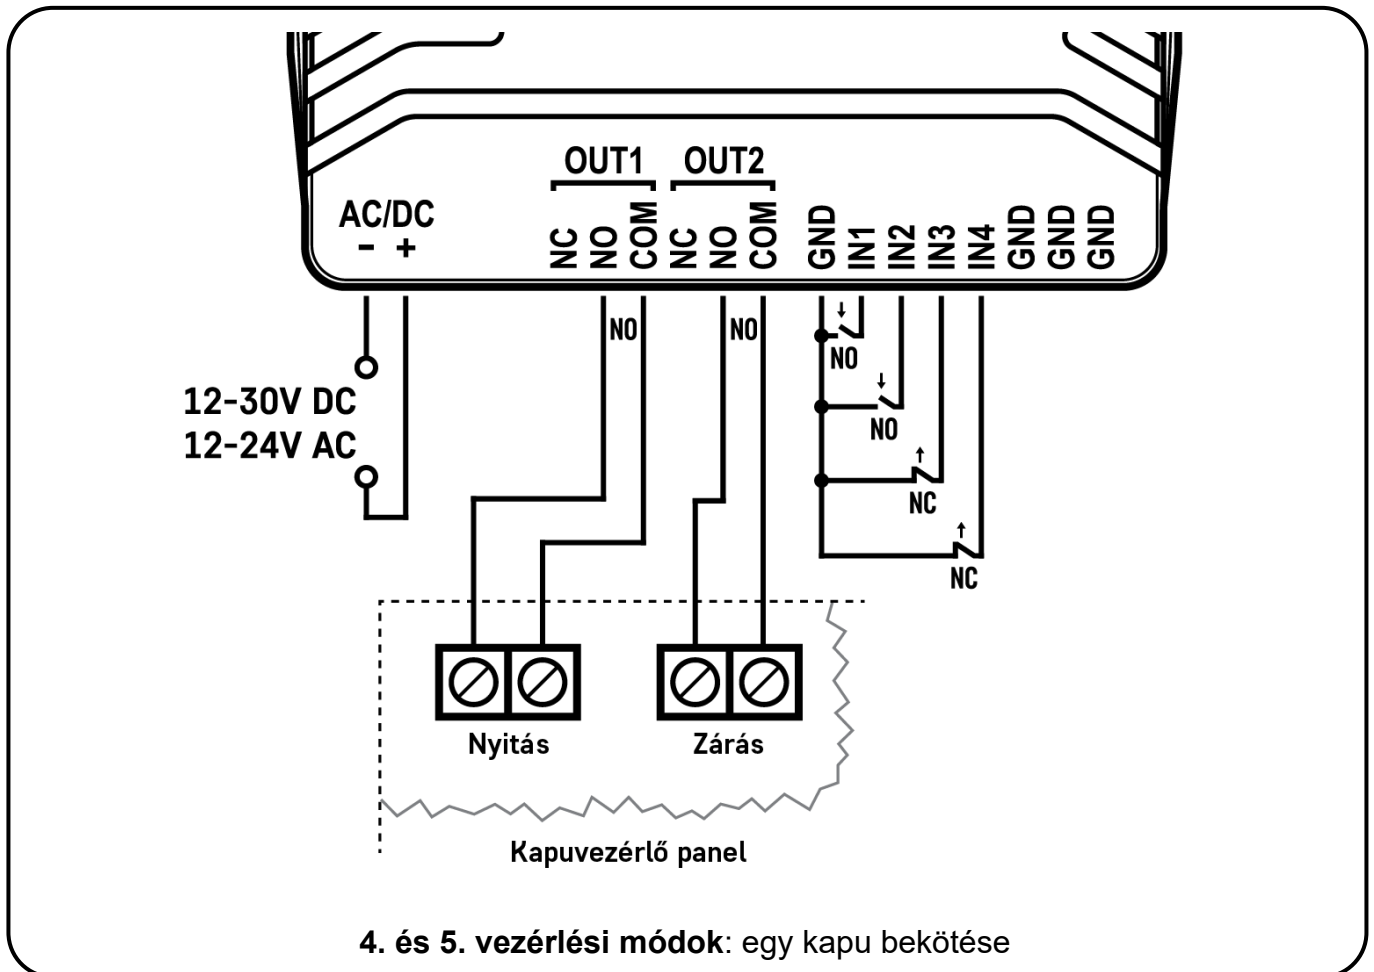 OUT1 OUT2
AC/DC
- +
NC NO COM NC NO COM GND IN1 IN2 IN3 IN4 GND GND GND
NO NO
NO
12-30V DC
NO
12-24V AC
NC
NC
Nyitás Zárás
Kapuvezérlő panel
4. és 5. vezérlési módok: egy kapu bekötése